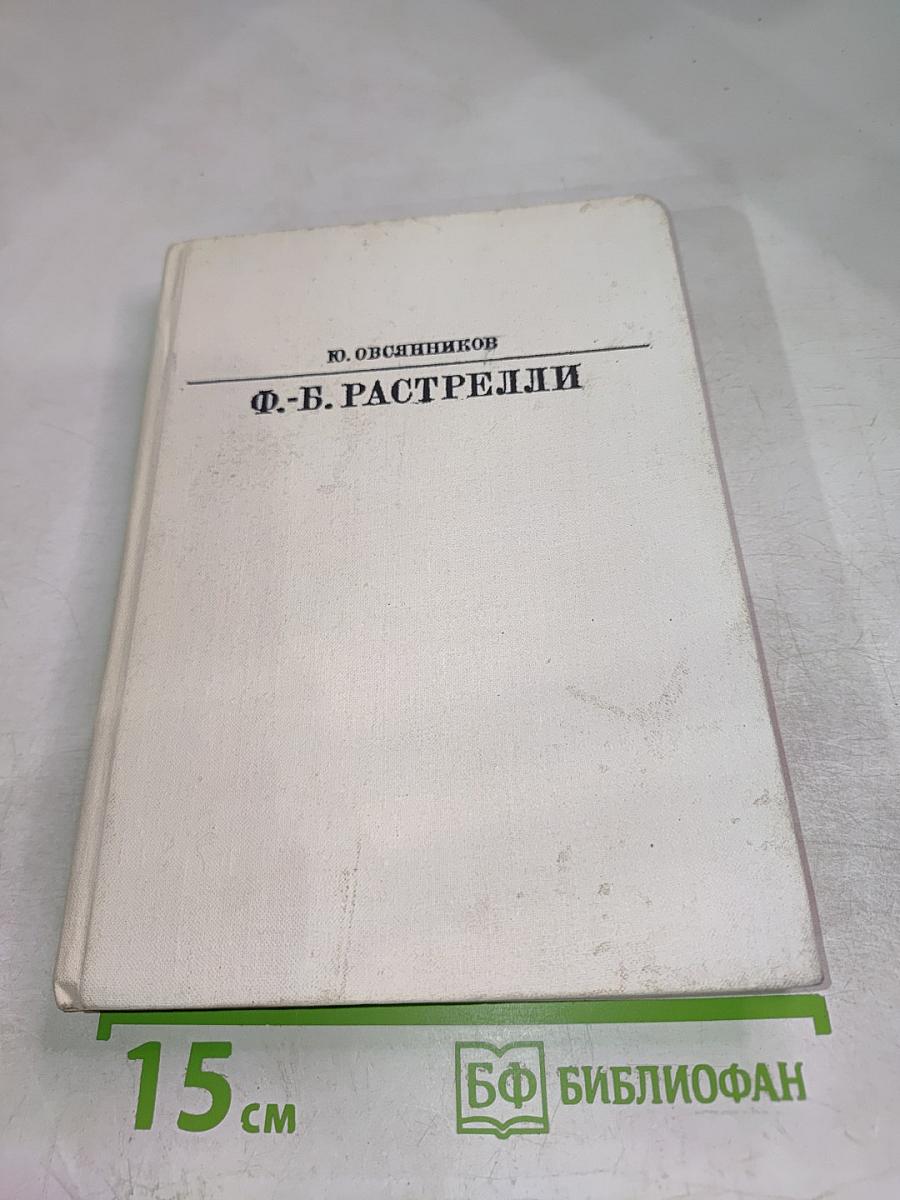 Ю. ОВСЯННИКОВ
Ф.-Б. РАСТРЕЛЛИ
15 см
БФ БИБЛИОФАН